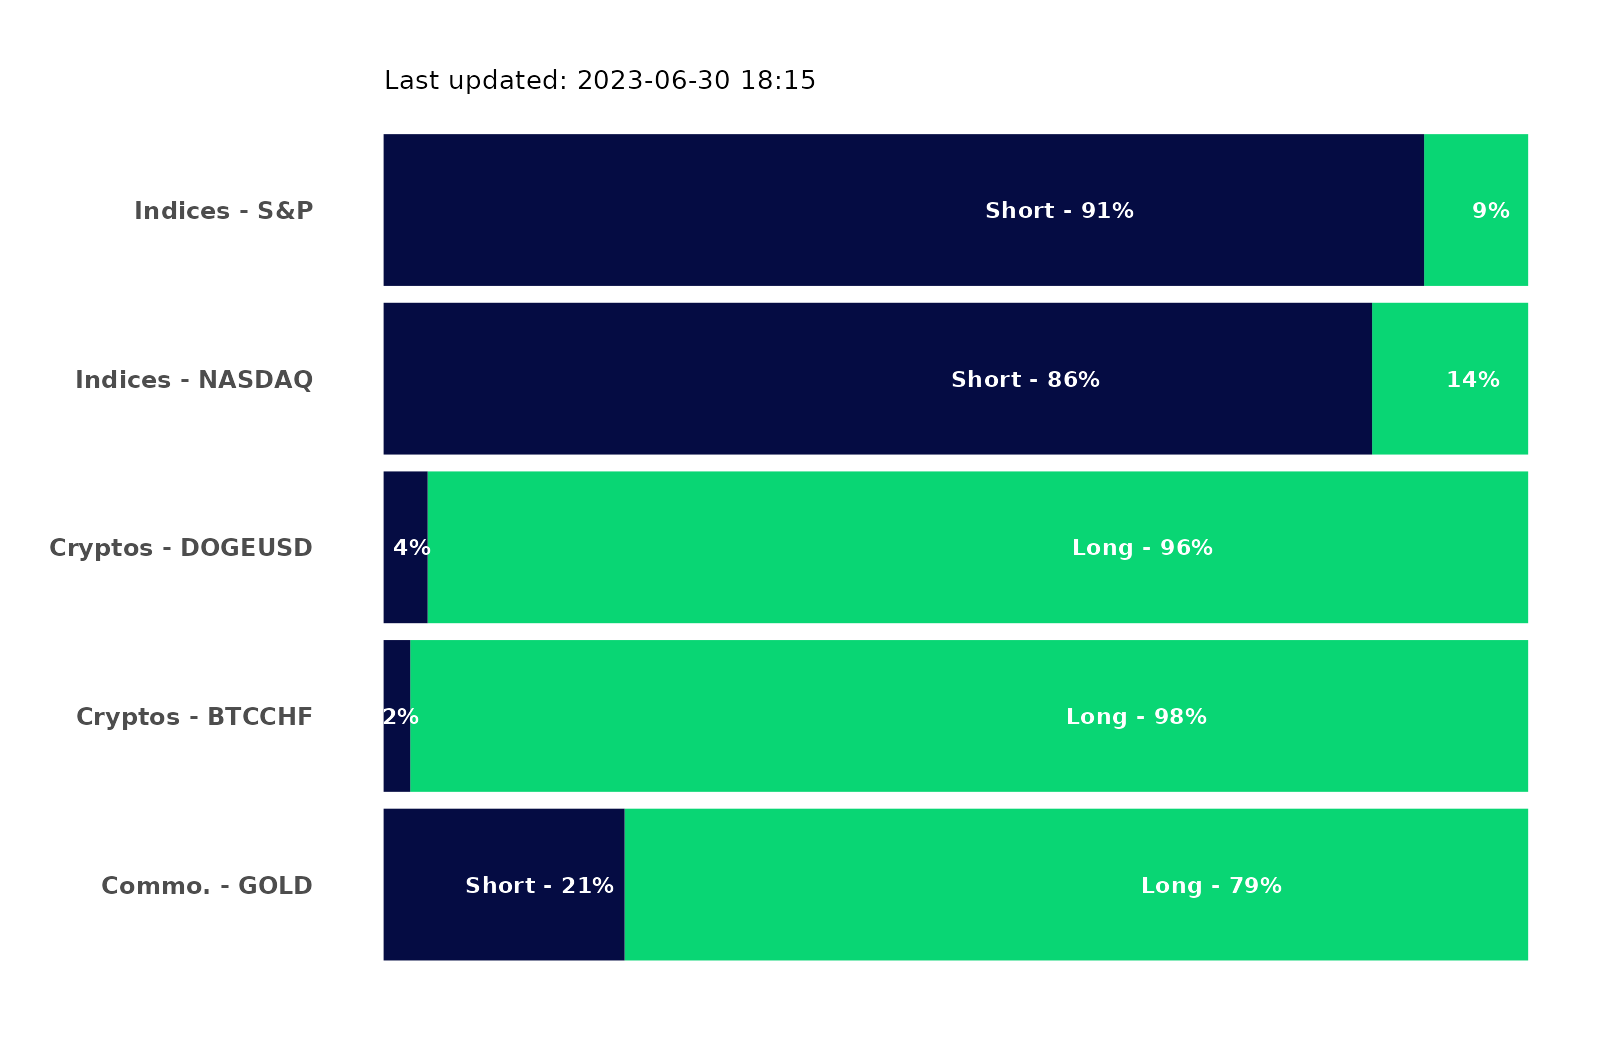 Last updated: 2023-06-30 18:15
Indices - S&P Short - 91% 9%
Indices - NASDAQ Short - 86% 14%
Cryptos - DOGEUSD 4% Long - 96%
Cryptos - BTCCHF 2% Long - 98%
Commo. - GOLD Short - 21% Long - 79%